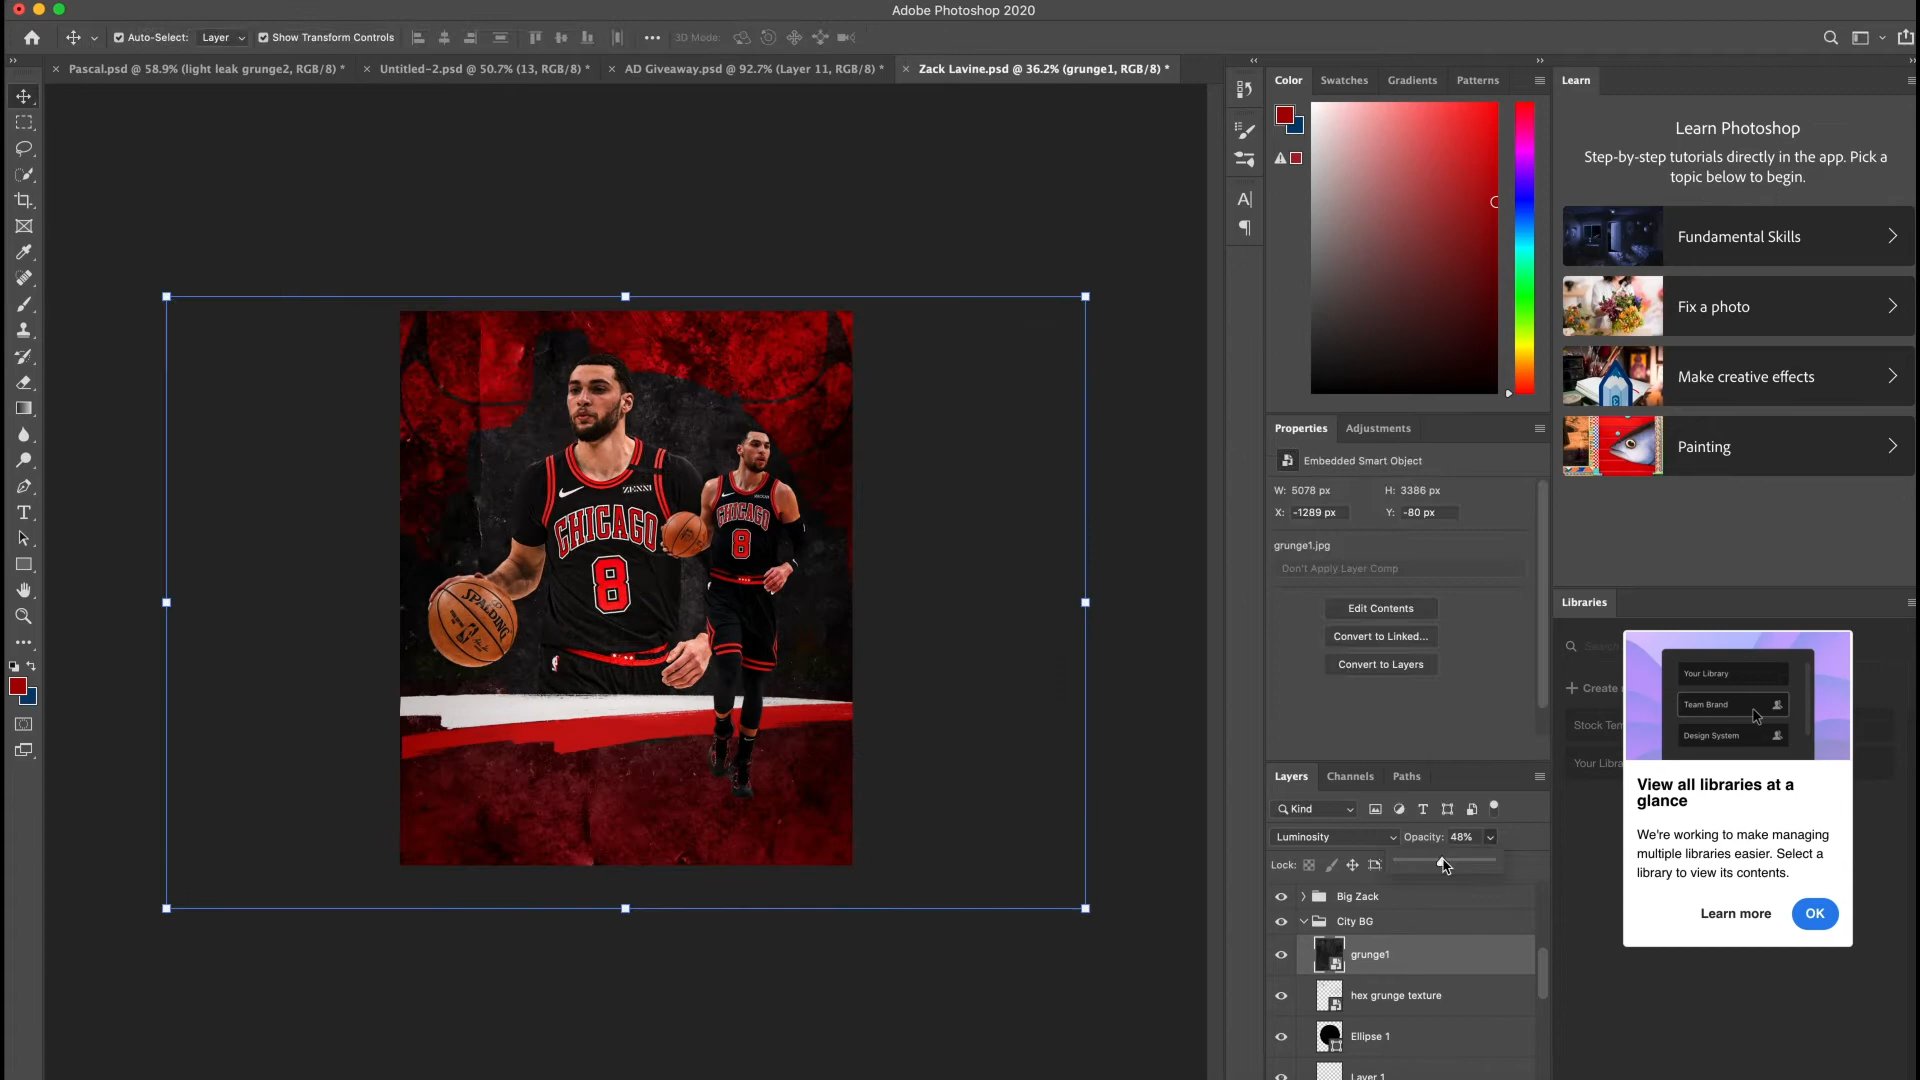 Adobe Photoshop 2020
Auto-Select: Layer Show Transform Controls 3D Mode:
Pascal.psd @ 58.9% (light leak grunge2, RGB/8) *
Untitled-2.psd @ 50.7% (13, RGB/8) *
AD Giveaway.psd @ 92.7% (Layer 11, RGB/8) *
Zack Lavine.psd @ 36.2% (grunge1, RGB/8) *
CHICAGO
8
SPALDING
CHICAGO
8
Color Swatches Gradients Patterns
Properties Adjustments
Embedded Smart Object
W: 5078 px H: 3386 px
X: -1289 px Y: -80 px
grunge1.jpg
Don't Apply Layer Comp
Edit Contents
Convert to Linked...
Convert to Layers
Layers Channels Paths
Kind
Luminosity Opacity: 48%
Lock:
Big Zack
City BG
grunge1
hex grunge texture
Ellipse 1
Layer 1
Learn
Learn Photoshop
Step-by-step tutorials directly in the app. Pick a
topic below to begin.
Fundamental Skills
Fix a photo
Make creative effects
Painting
Libraries
Your Library
Team Brand
Design System
Create
Stock
View all libraries at a
glance
We're working to make managing
multiple libraries easier. Select a
library to view its contents.
Learn more OK